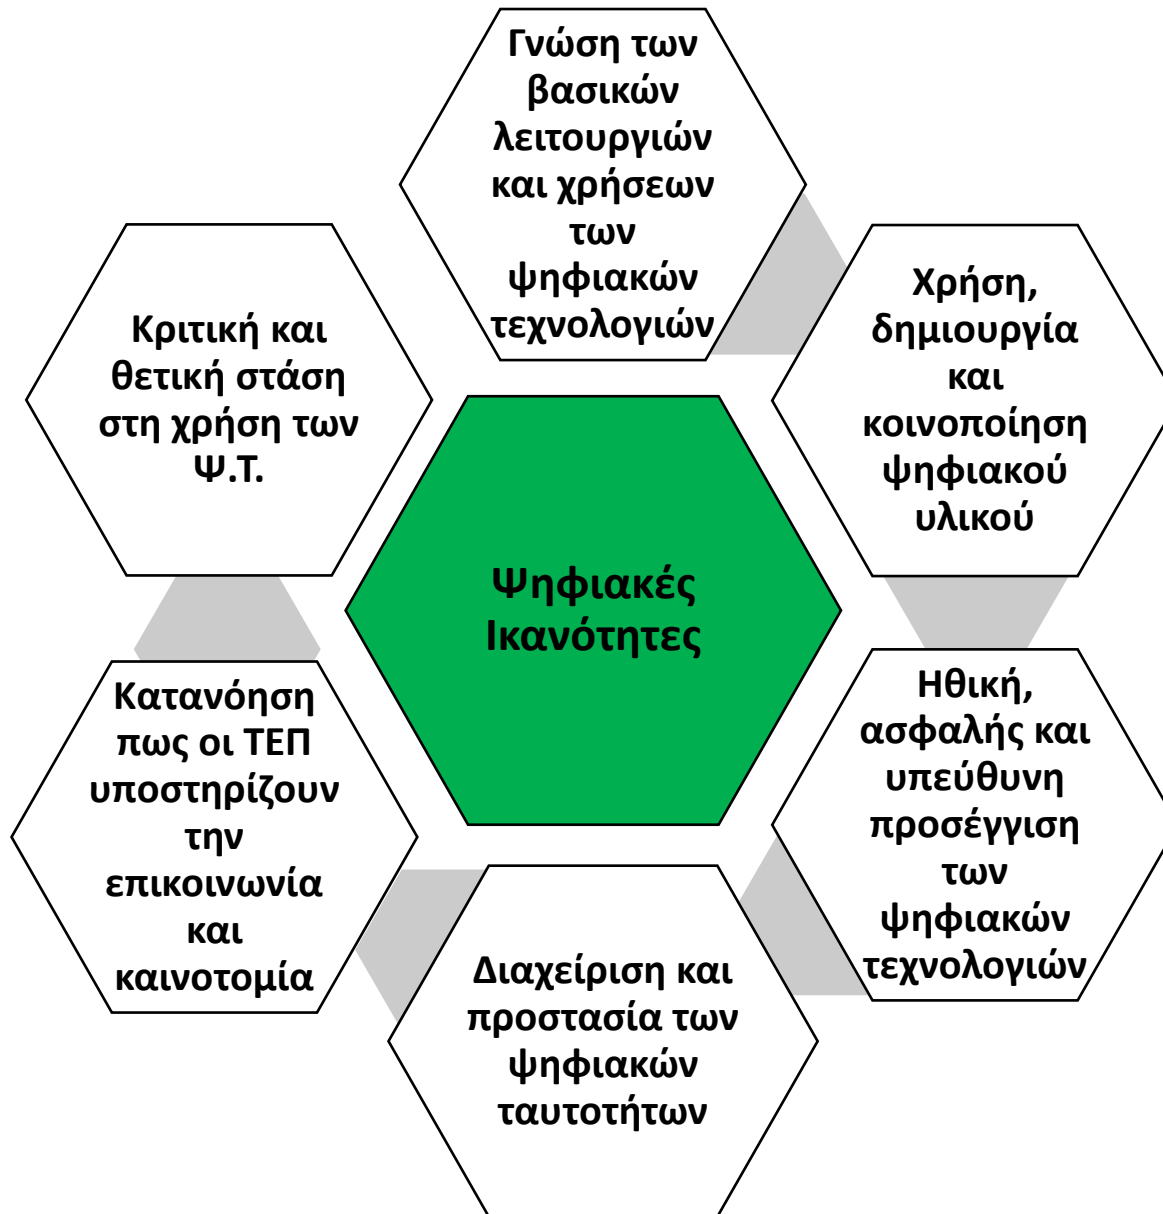 Γνώση των
βασικών
λειτουργιών
και χρήσεων
των
ψηφιακών
τεχνολογιών
Χρήση,
δημιουργία
και
κοινοποίηση
ψηφιακού
υλικού
Ηθική,
ασφαλής και
υπεύθυνη
προσέγγιση
των
ψηφιακών
τεχνολογιών
Διαχείριση και
προστασία των
ψηφιακών
ταυτοτήτων
Κατανόηση
πως οι ΤΕΠ
υποστηρίζουν
την
επικοινωνία
και
καινοτομία
Κριτική και
θετική στάση
στη χρήση των
Ψ.Τ.
Ψηφιακές
Ικανότητες